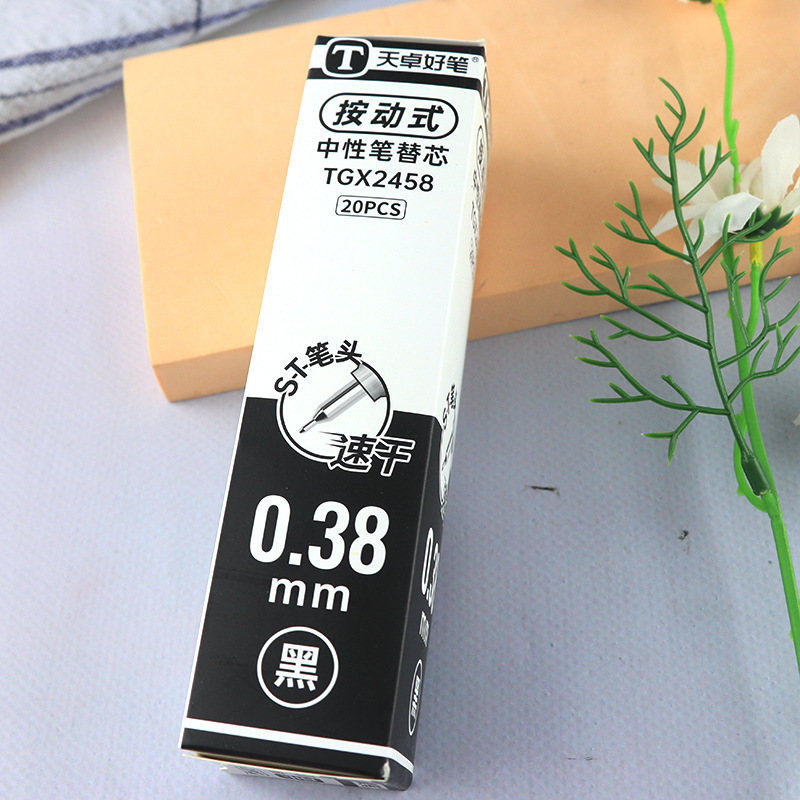 T 天卓好笔®
按动式
中性笔替芯
TGX2458
20PCS
S·T·笔头
速干
0.38
mm
黑